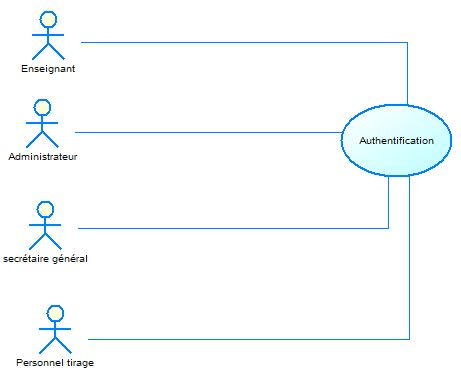 Enseignant
Authentification
Administrateur
secrétaire général
Personnel tirage